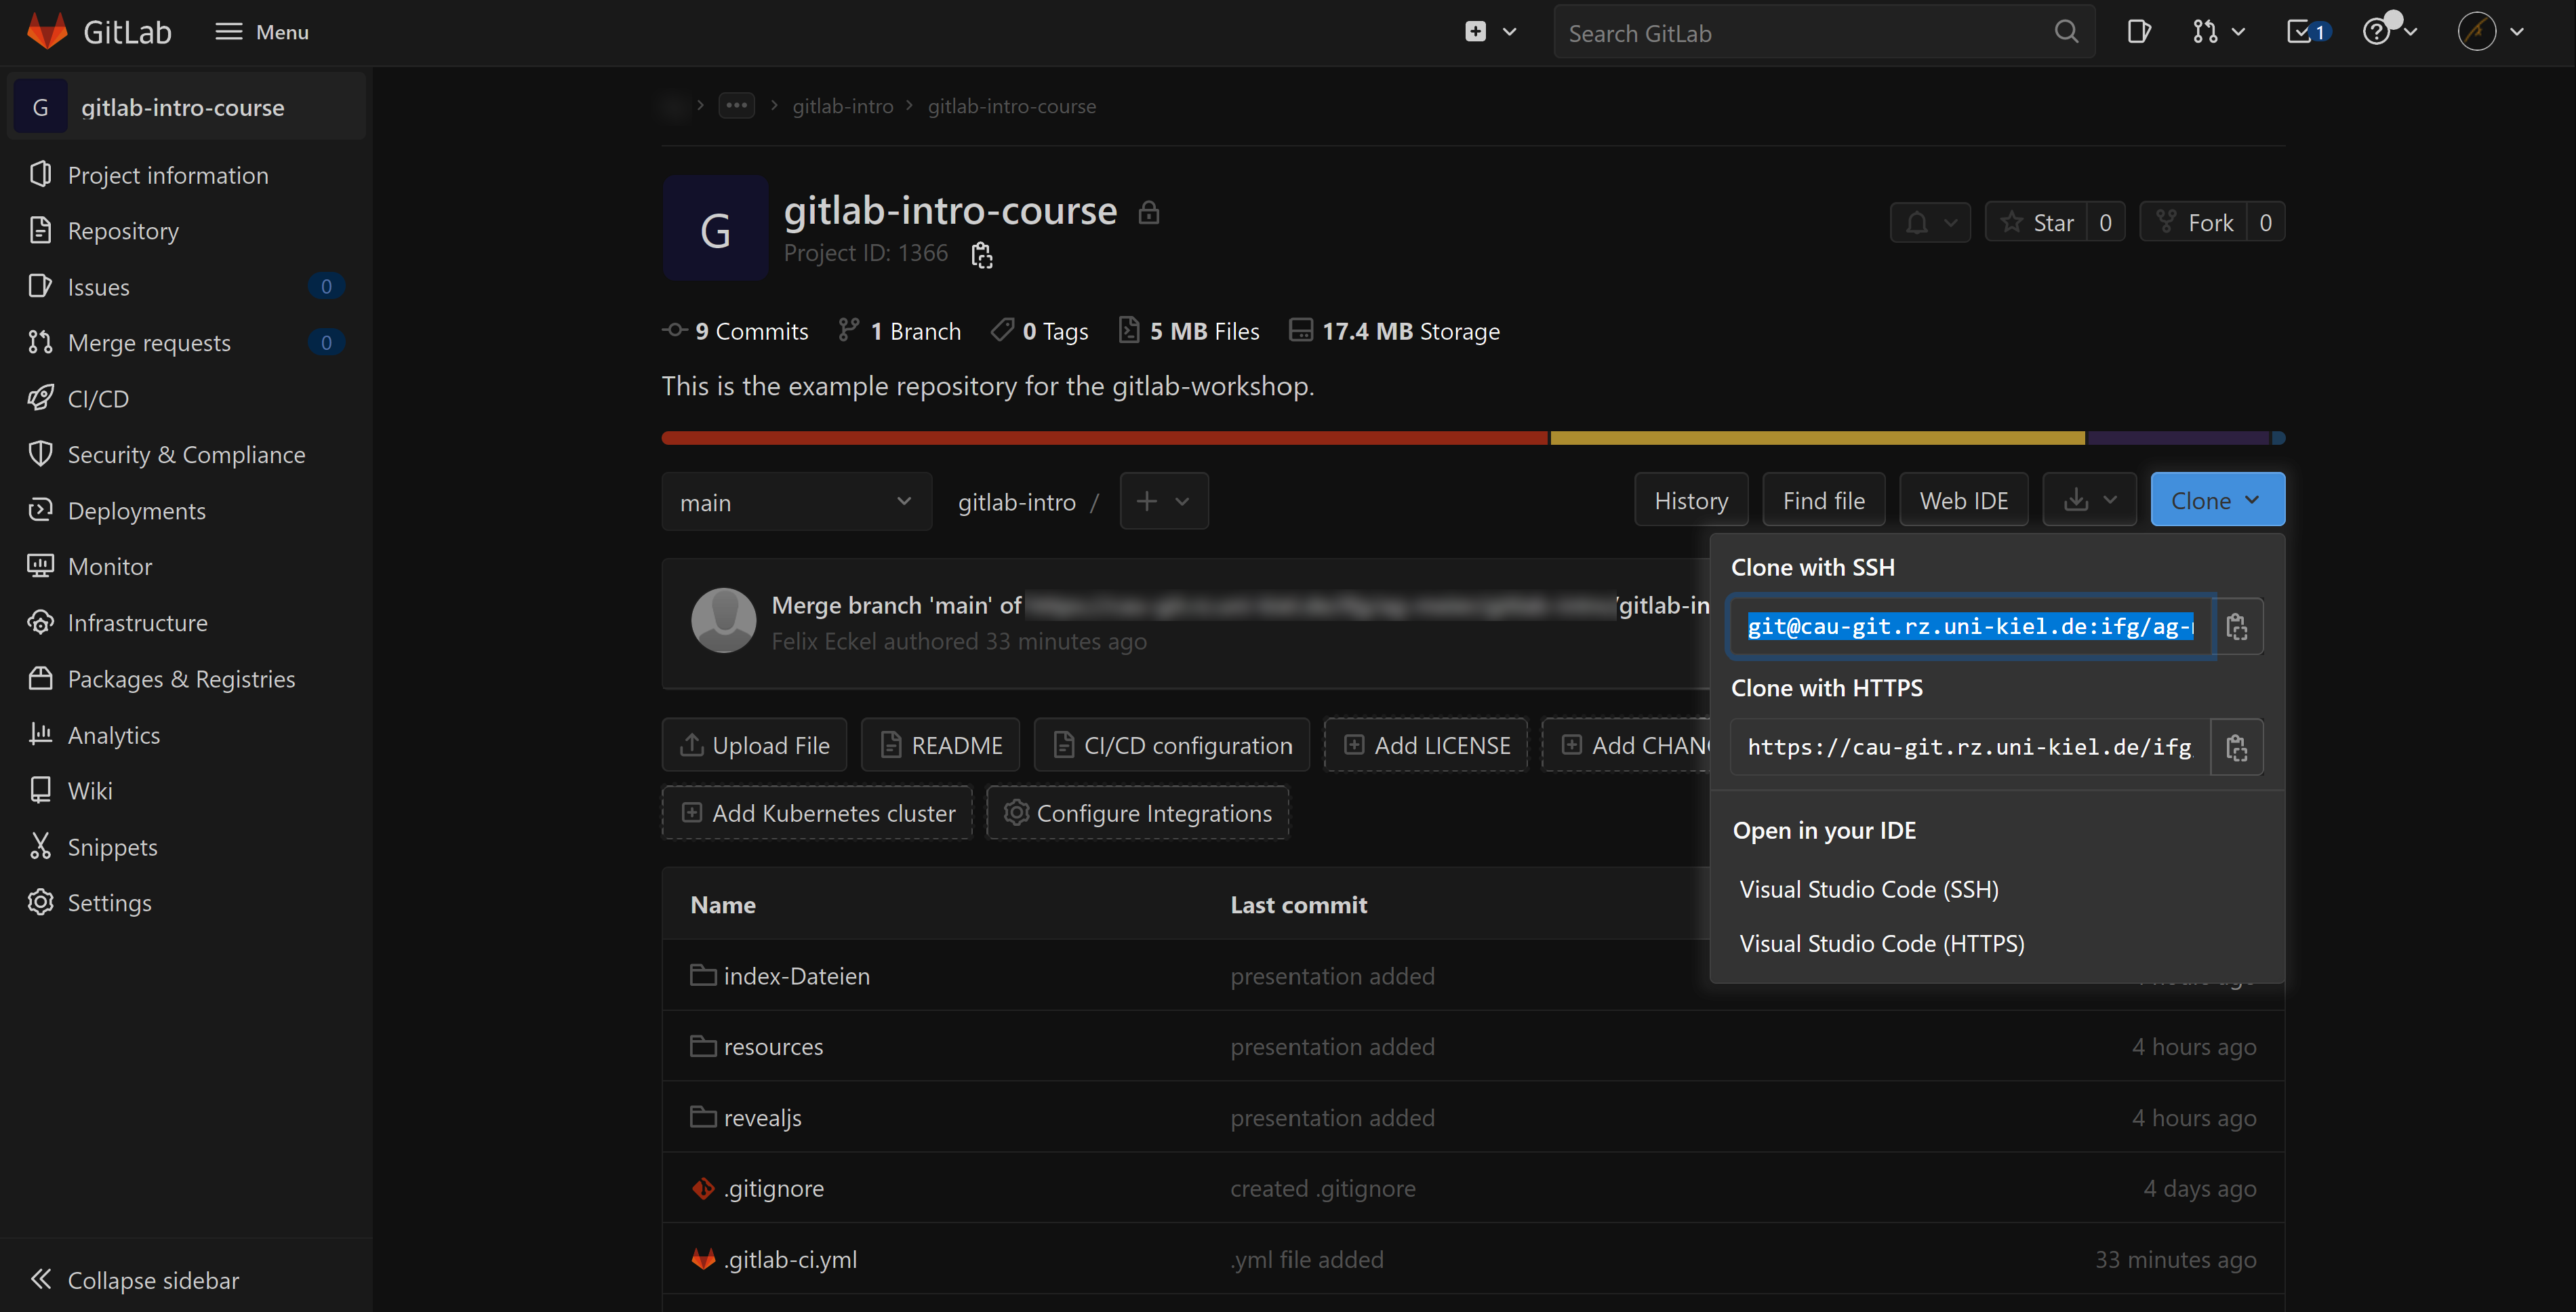 GitLab Menu Search GitLab 1
G gitlab-intro-course
Project information
Repository
Issues 0
Merge requests 0
CI/CD
Security & Compliance
Deployments
Monitor
Infrastructure
Packages & Registries
Analytics
Wiki
Snippets
Settings
Collapse sidebar
gitlab-intro gitlab-intro-course
G gitlab-intro-course
Project ID: 1366
Star 0 Fork 0
9 Commits 1 Branch 0 Tags 5 MB Files 17.4 MB Storage
This is the example repository for the gitlab-workshop.
main gitlab-intro / History Find file Web IDE Clone
Merge branch 'main' of /gitlab-in
Felix Eckel authored 33 minutes ago
Clone with SSH
git@cau-git.rz.uni-kiel.de:ifg/ag-
Clone with HTTPS
https://cau-git.rz.uni-kiel.de/ifg
Open in your IDE
Visual Studio Code (SSH)
Visual Studio Code (HTTPS)
Upload File README CI/CD configuration Add LICENSE Add CHAN
Add Kubernetes cluster Configure Integrations
Name Last commit
index-Dateien presentation added
resources presentation added 4 hours ago
revealjs presentation added 4 hours ago
.gitignore created .gitignore 4 days ago
.gitlab-ci.yml .yml file added 33 minutes ago